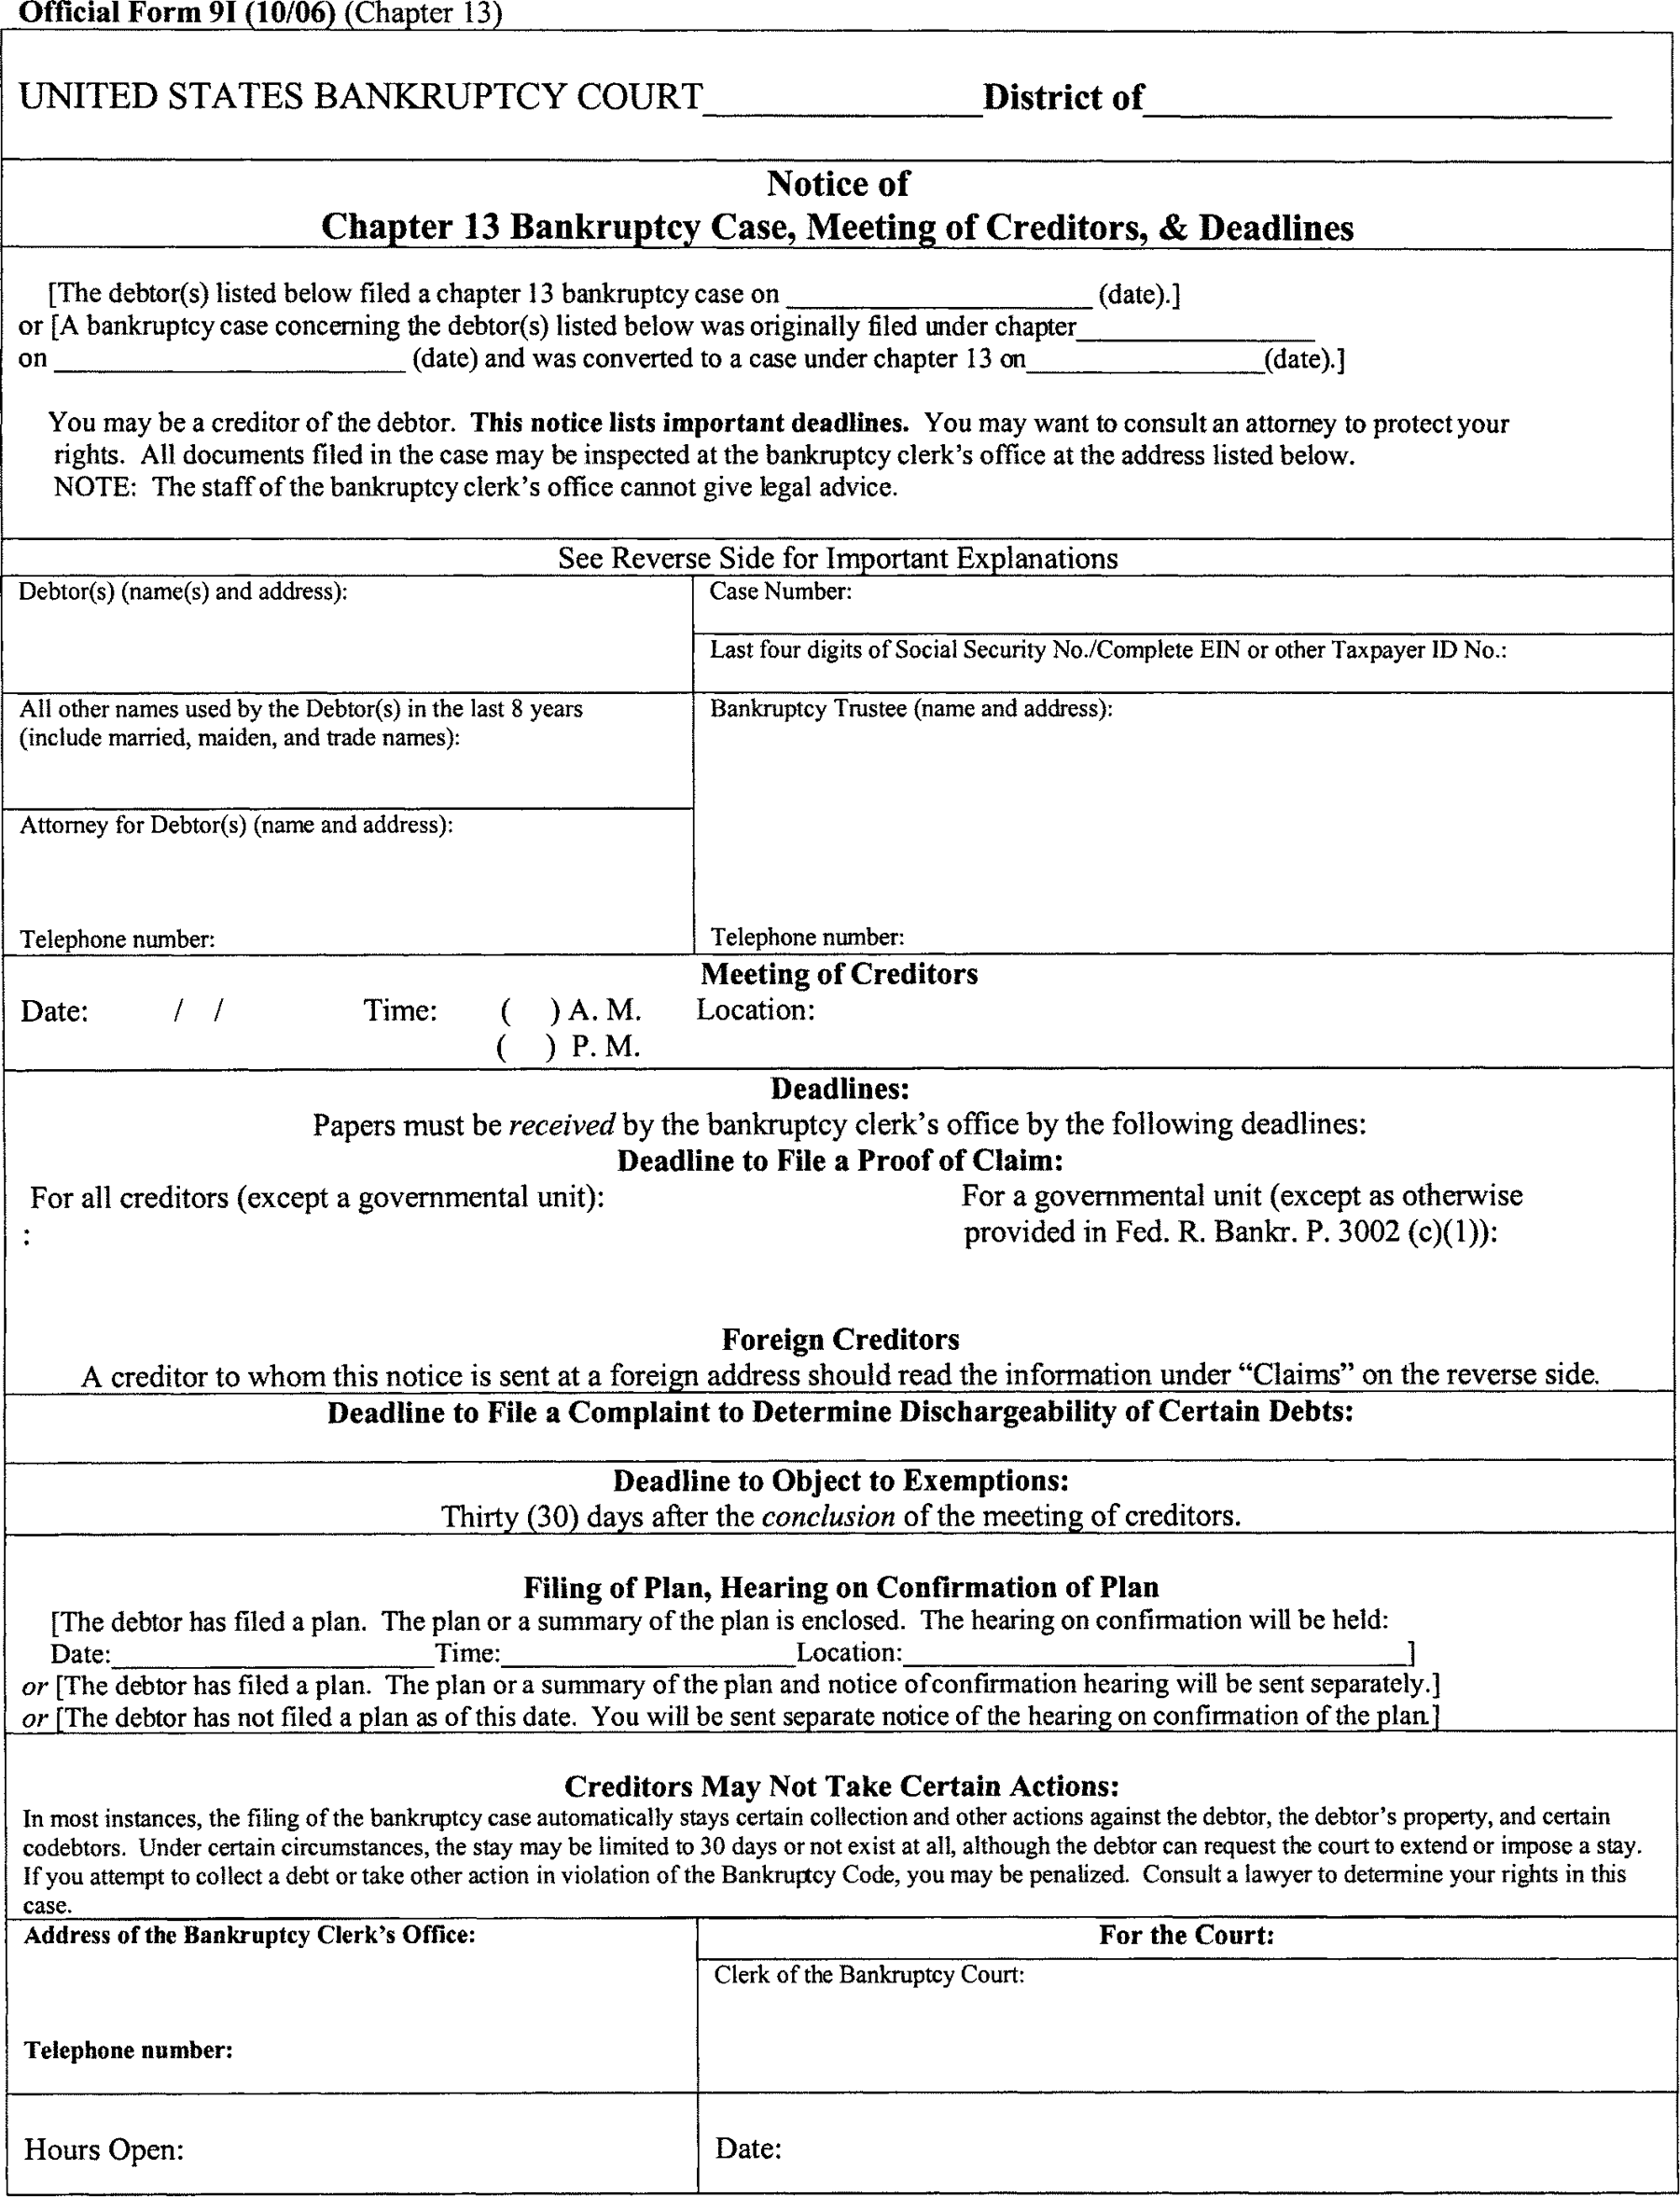 Official Form 9I (10/06) (Chapter 13)
UNITED STATES BANKRUPTCY COURT_______________District of_________________________
Notice of
Chapter 13 Bankruptcy Case, Meeting of Creditors, & Deadlines
[The debtor(s) listed below filed a chapter 13 bankruptcy case on _______________________ (date).]
or [A bankruptcy case concerning the debtor(s) listed below was originally filed under chapter__________________
on __________________________ (date) and was converted to a case under chapter 13 on__________________(date).]
You may be a creditor of the debtor. This notice lists important deadlines. You may want to consult an attorney to protect your
rights. All documents filed in the case may be inspected at the bankruptcy clerk's office at the address listed below.
NOTE: The staff of the bankruptcy clerk's office cannot give legal advice.
See Reverse Side for Important Explanations
Debtor(s) (name(s) and address):
Case Number:
Last four digits of Social Security No./Complete EIN or other Taxpayer ID No.:
All other names used by the Debtor(s) in the last 8 years
(include married, maiden, and trade names):
Bankruptcy Trustee (name and address):
Attorney for Debtor(s) (name and address):
Telephone number:
Telephone number:
Meeting of Creditors
Date: / / Time: ( ) A. M. Location:
( ) P. M.
Deadlines:
Papers must be received by the bankruptcy clerk's office by the following deadlines:
Deadline to File a Proof of Claim:
For all creditors (except a governmental unit): For a governmental unit (except as otherwise
: provided in Fed. R. Bankr. P. 3002 (c)(1)):
Foreign Creditors
A creditor to whom this notice is sent at a foreign address should read the information under “Claims” on the reverse side.
Deadline to File a Complaint to Determine Dischargeability of Certain Debts:
Deadline to Object to Exemptions:
Thirty (30) days after the conclusion of the meeting of creditors.
Filing of Plan, Hearing on Confirmation of Plan
[The debtor has filed a plan. The plan or a summary of the plan is enclosed. The hearing on confirmation will be held:
Date:________________________Time:______________________Location:______________________________________]
or [The debtor has filed a plan. The plan or a summary of the plan and notice of confirmation hearing will be sent separately.]
or [The debtor has not filed a plan as of this date. You will be sent separate notice of the hearing on confirmation of the plan.]
Creditors May Not Take Certain Actions:
In most instances, the filing of the bankruptcy case automatically stays certain collection and other actions against the debtor, the debtor's property, and certain
codebtors. Under certain circumstances, the stay may be limited to 30 days or not exist at all, although the debtor can request the court to extend or impose a stay.
If you attempt to collect a debt or take other action in violation of the Bankruptcy Code, you may be penalized. Consult a lawyer to determine your rights in this
case.
Address of the Bankruptcy Clerk's Office:
For the Court:
Clerk of the Bankruptcy Court:
Telephone number:
Hours Open:
Date: